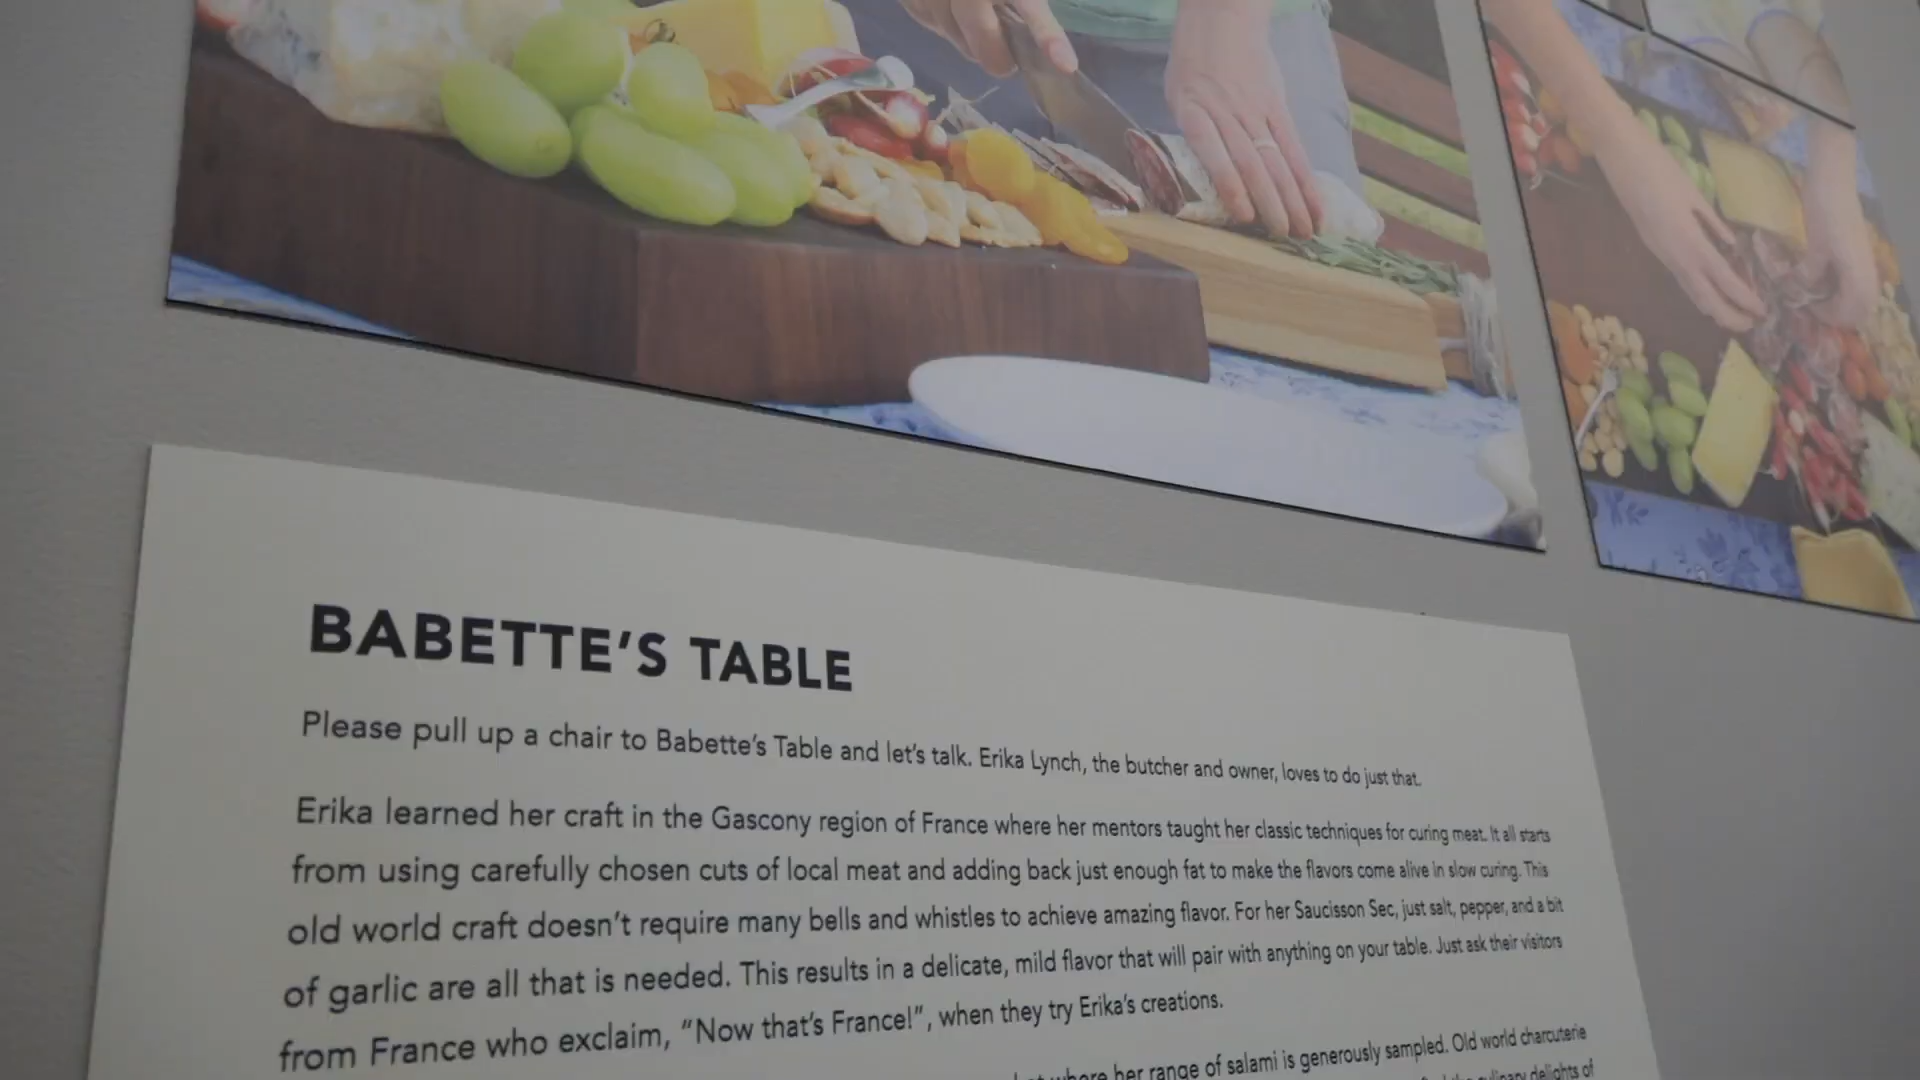 BABETTE'S TABLE
Please pull up a chair to Babette's Table and let's talk. Erika Lynch, the butcher and owner, loves to do just that.
Erika learned her craft in the Gascony region of France where her mentors taught her classic techniques for curing meat. It all starts
from using carefully chosen cuts of local meat and adding back just enough fat to make the flavors come alive in slow curing. This
old world craft doesn't require many bells and whistles to achieve amazing flavor. For her Saucisson Sec, just salt, pepper, and a bit
of garlic are all that is needed. This results in a delicate, mild flavor that will pair with anything on your table. Just ask their visitors
from France who exclaim, "Now that's France!", when they try Erika's creations.
where her range of salami is generously sampled. Old world charcuterie
culinary delights of